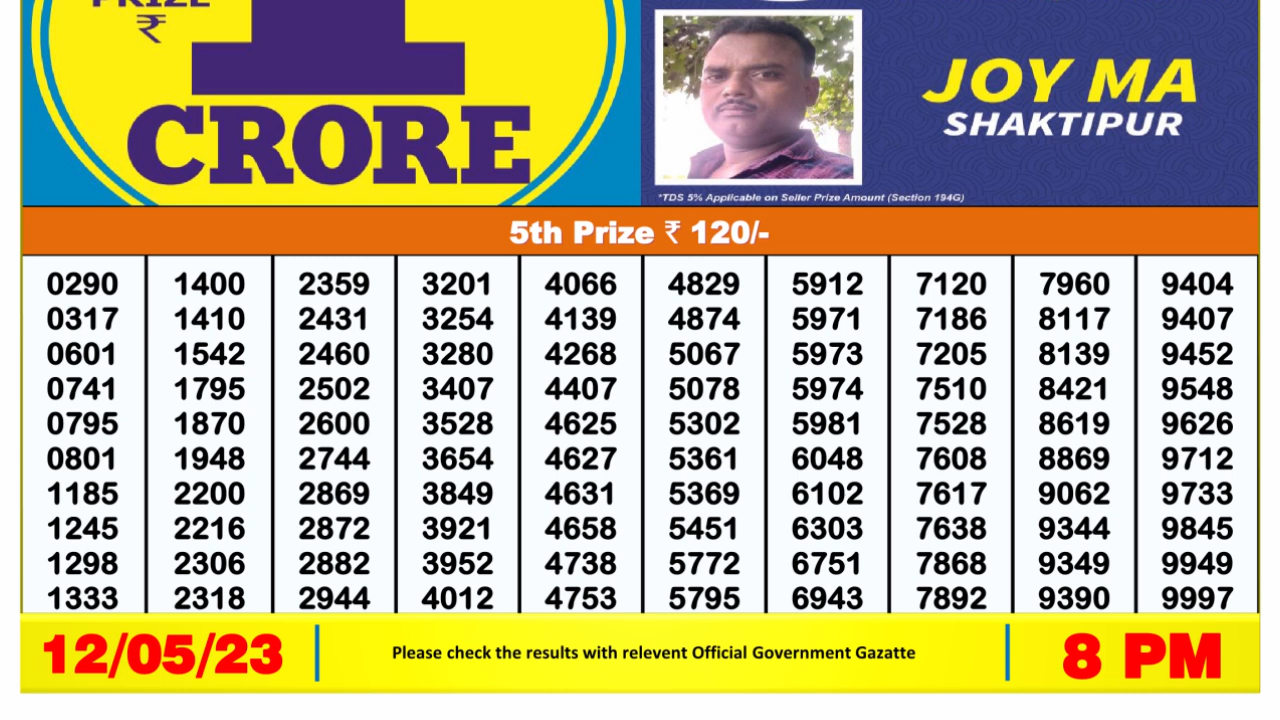 PRIZE
₹
1
CRORE
JOY MA
SHAKTIPUR
*TDS 5% Applicable on Seller Prize Amount (Section 194G)
5th Prize ₹ 120/-
0290 1400 2359 3201 4066 4829 5912 7120 7960 9404
0317 1410 2431 3254 4139 4874 5971 7186 8117 9407
0601 1542 2460 3280 4268 5067 5973 7205 8139 9452
0741 1795 2502 3407 4407 5078 5974 7510 8421 9548
0795 1870 2600 3528 4625 5302 5981 7528 8619 9626
0801 1948 2744 3654 4627 5361 6048 7608 8869 9712
1185 2200 2869 3849 4631 5369 6102 7617 9062 9733
1245 2216 2872 3921 4658 5451 6303 7638 9344 9845
1298 2306 2882 3952 4738 5772 6751 7868 9349 9949
1333 2318 2944 4012 4753 5795 6943 7892 9390 9997
12/05/23 Please check the results with relevent Official Government Gazatte 8 PM